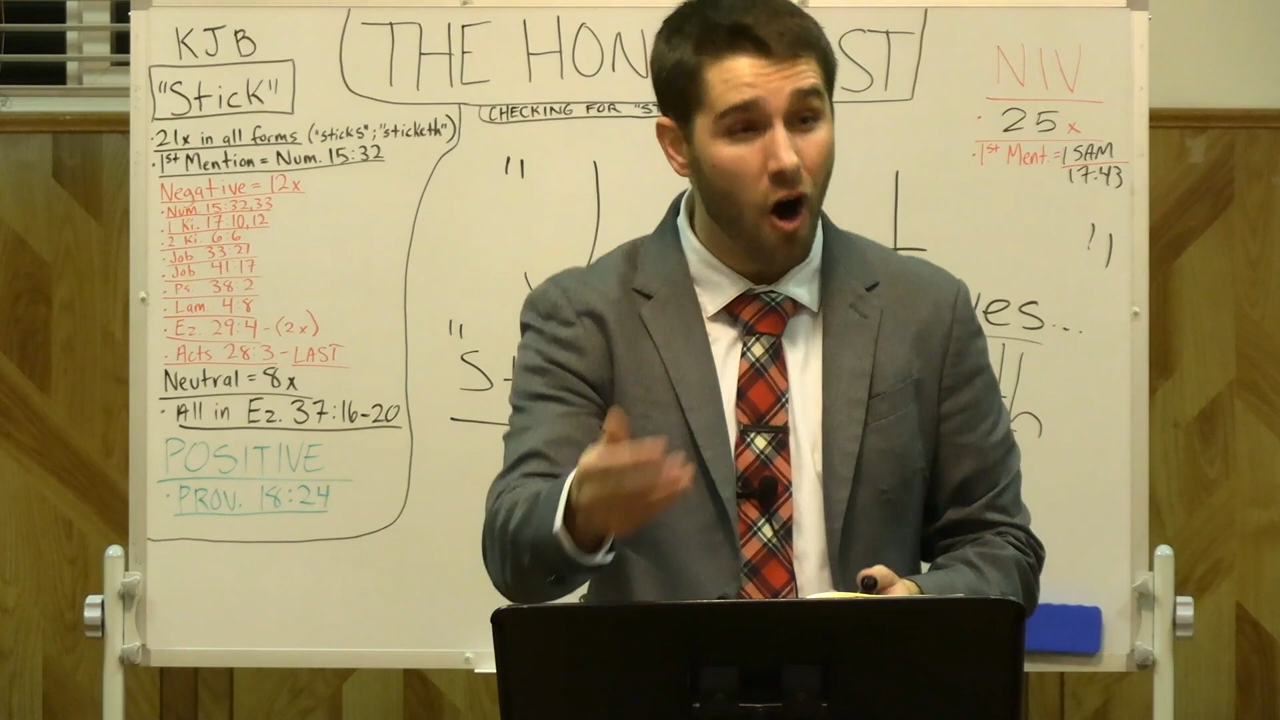 KJB
"Stick"
·21x in all forms ("sticks"; "sticketh")
·1st Mention = Num. 15:32
Negative = 12x
·Num 15:32,33
·1 Ki. 17:10,12
·2 Ki. 6:6
·Job 33:21
·Job 41:17
·Ps. 38:2
·Lam. 4:8
·Ez. 29:4-(2x)
·Acts 28:3-LAST
Neutral = 8x
·All in Ez. 37:16-20
POSITIVE
·PROV. 18:24
THE HON ST
CHECKING FOR "ST
"
L
"
es...
"
S
NIV
·25x
·1st Ment.=1 SAM
17:43